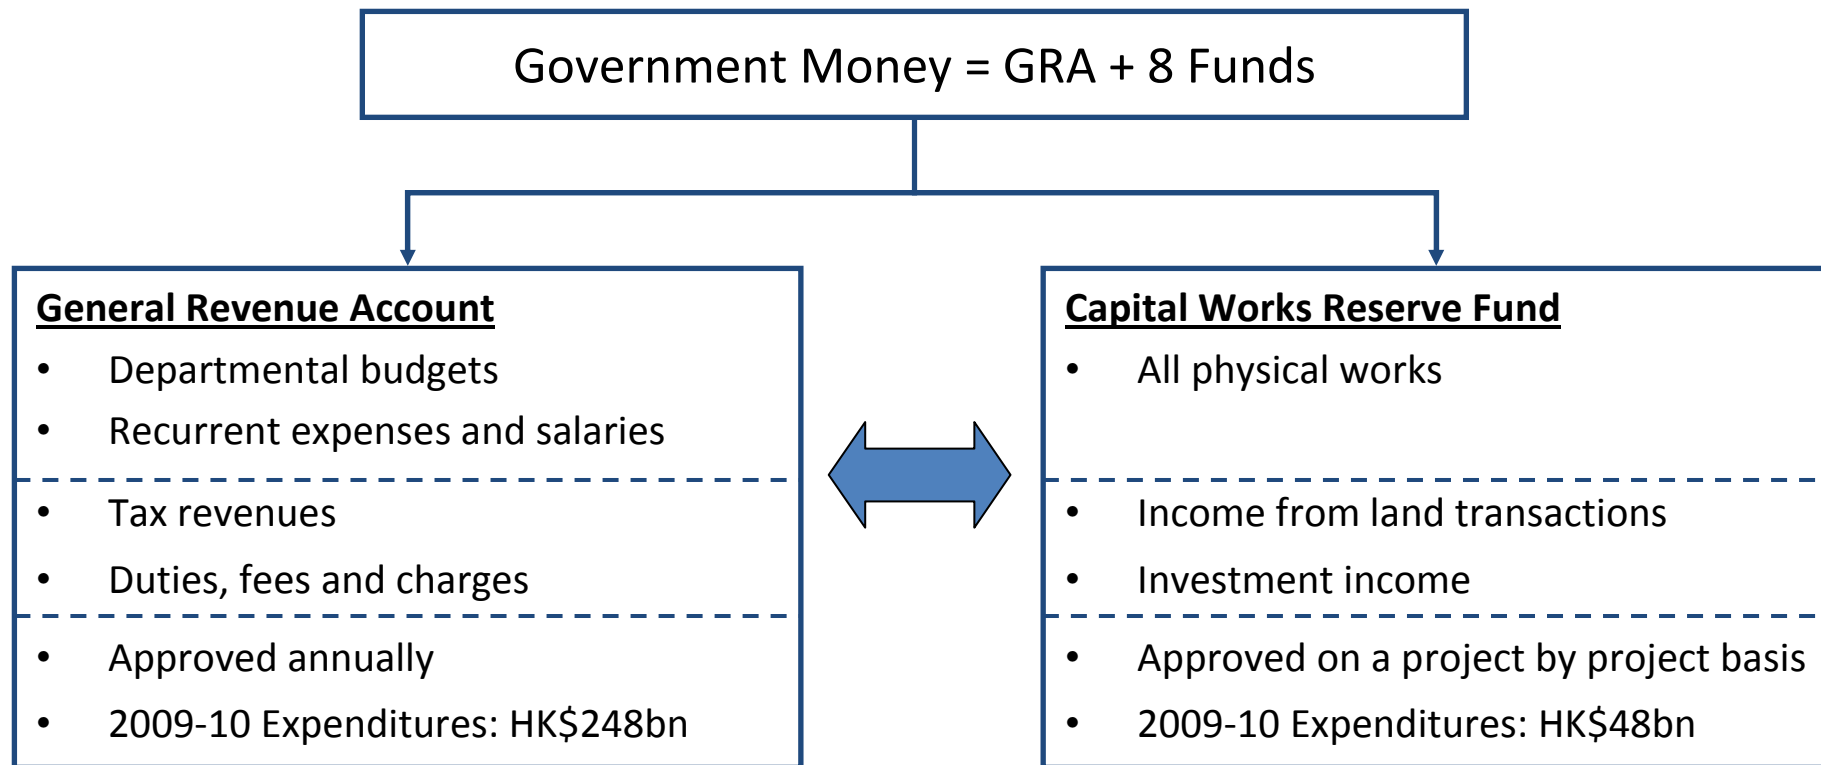 Government Money = GRA + 8 Funds
General Revenue Account
• Departmental budgets
• Recurrent expenses and salaries
• Tax revenues
• Duties, fees and charges
• Approved annually
• 2009-10 Expenditures: HK$248bn
Capital Works Reserve Fund
• All physical works
• Income from land transactions
• Investment income
• Approved on a project by project basis
• 2009-10 Expenditures: HK$48bn